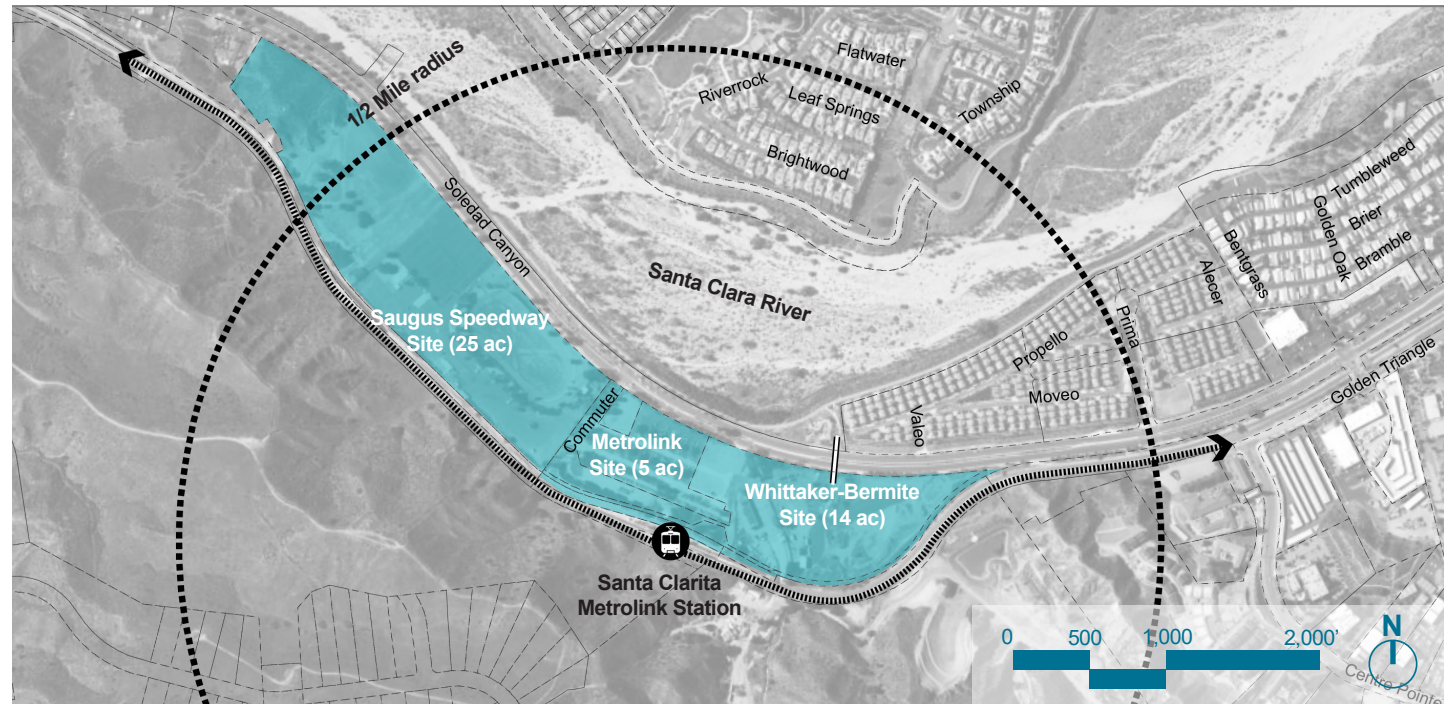 1/2 Mile radius
Flatwater
Riverrock
Leaf Springs
Township
Brightwood
Soledad Canyon
Santa Clara River
Tumbleweed
Golden Oak
Brier
Bramble
Bentgrass
Alecer
Prima
Propello
Moveo
Valeo
Golden Triangle
Saugus Speedway
Site (25 ac)
Commuter
Metrolink
Site (5 ac)
Whittaker-Bermite
Site (14 ac)
Santa Clarita
Metrolink Station
0 500 1,000 2,000'
N
Centre Pointe